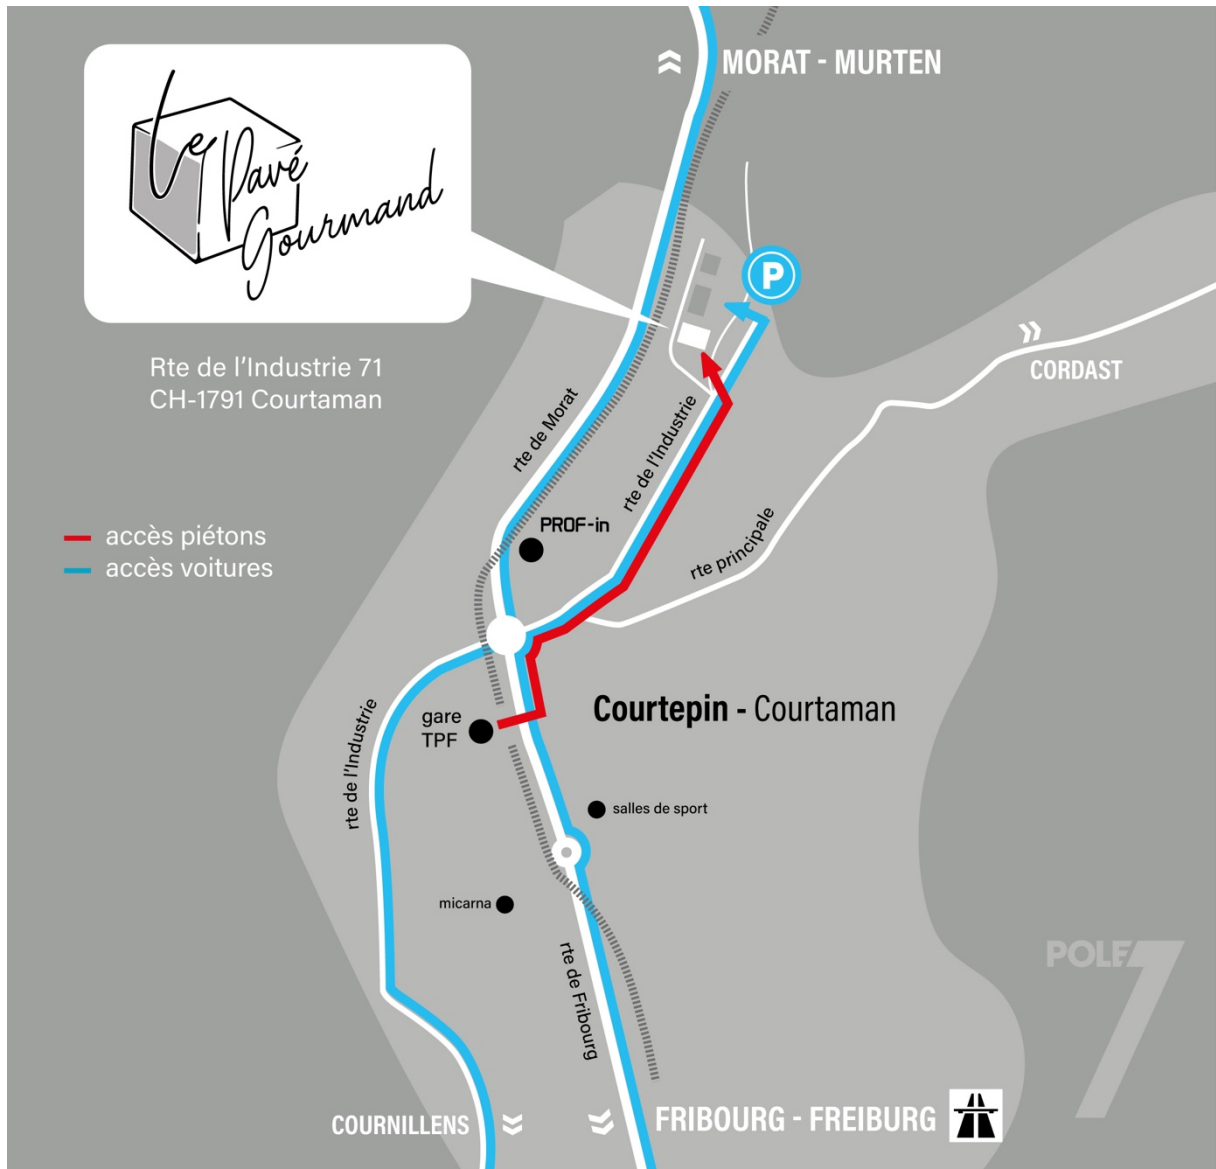 MORAT - MURTEN
Le
Pavé
Gourmand
P
Rte de l'Industrie 71
CH-1791 Courtaman
CORDAST
rte de Morat
rte de l'Industrie
PROF-in
rte principale
accès piétons
accès voitures
Courtepin - Courtaman
gare
TPF
rte de l'Industrie
salles de sport
micarna
rte de Fribourg
POLE
7
COURNILLENS
FRIBOURG - FREIBURG